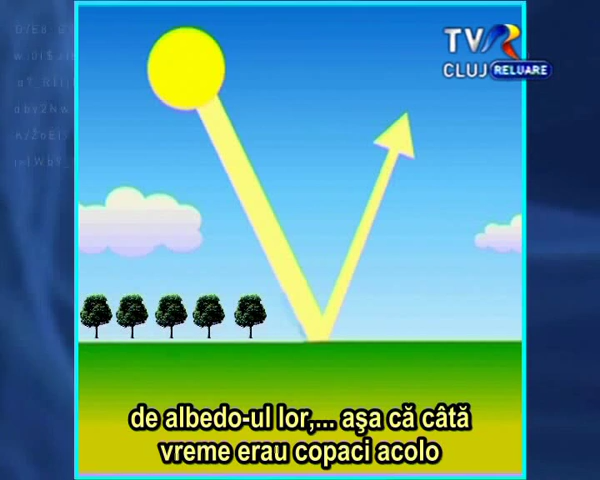 TVR
CLUJ RELUARE
de albedo-ul lor,... aşa că câtă
vreme erau copaci acolo